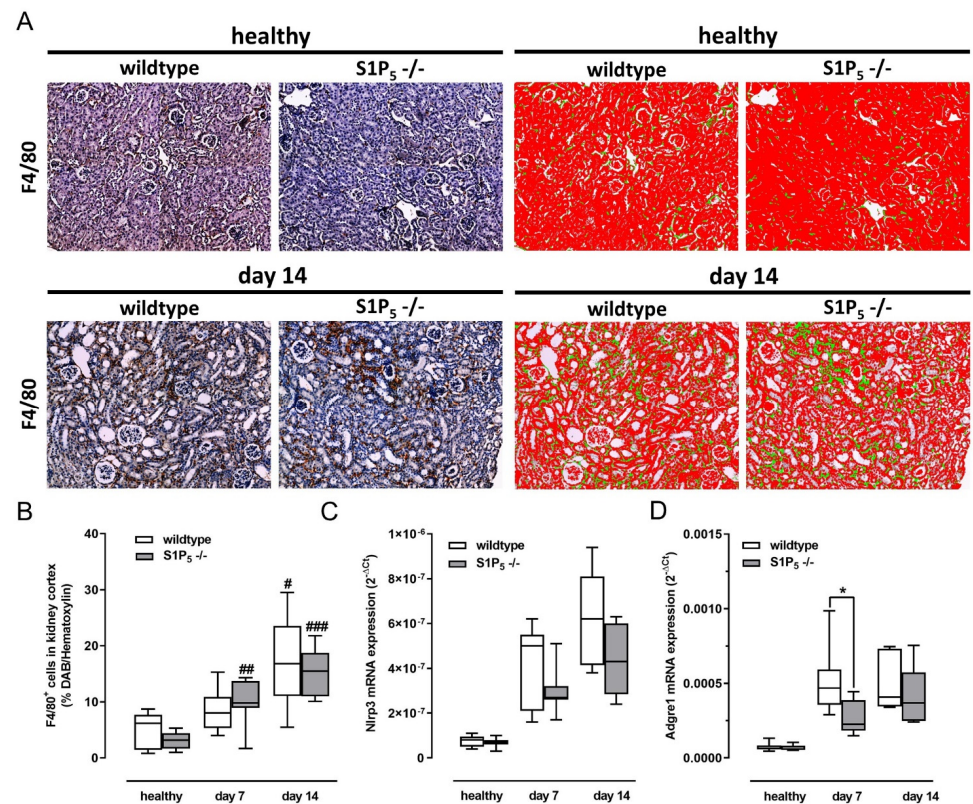 A
healthy
healthy
wildtype
S1P₅ -/-
wildtype
S1P₅ -/-
F4/80
day 14
day 14
wildtype
S1P₅ -/-
wildtype
S1P₅ -/-
F4/80
B
F4/80⁺ cells in kidney cortex
(% DAB/Hematoxylin)
40
30
20
10
0
wildtype
S1P₅ -/-
##
#
###
healthy
day 7
day 14
C
Nlrp3 mRNA expression (2^-ΔCt)
1×10⁻⁶
8×10⁻⁷
6×10⁻⁷
4×10⁻⁷
2×10⁻⁷
0
wildtype
S1P₅ -/-
healthy
day 7
day 14
D
Adgre1 mRNA expression (2^-ΔCt)
0.0015
0.0010
0.0005
0.0000
wildtype
S1P₅ -/-
*
healthy
day 7
day 14